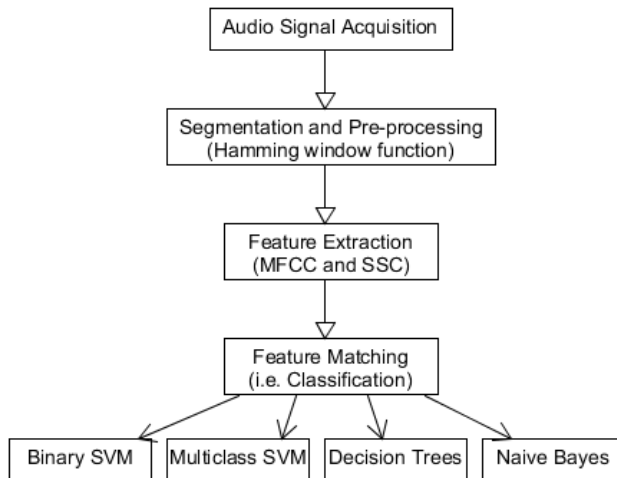 Audio Signal Acquisition
Segmentation and Pre-processing
(Hamming window function)
Feature Extraction
(MFCC and SSC)
Feature Matching
(i.e. Classification)
Binary SVM
Multiclass SVM
Decision Trees
Naive Bayes